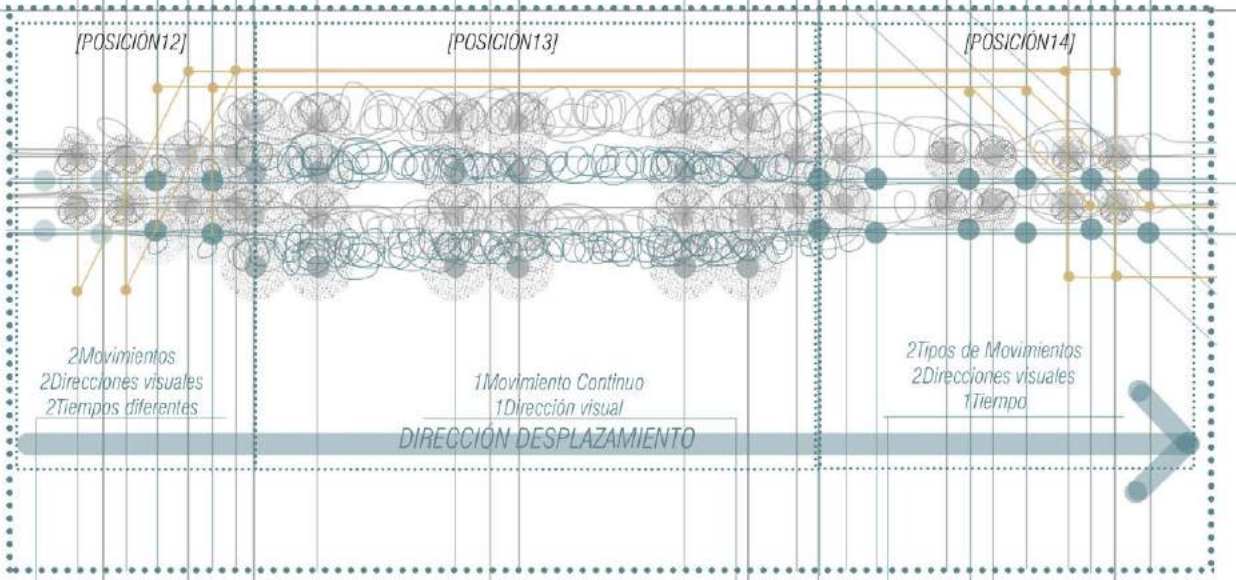 [POSICIÓN12]
[POSICIÓN13]
[POSICIÓN14]
2Movimientos
2Direcciones visuales
2Tiempos diferentes
1Movimiento Continuo
1Dirección visual
2Tipos de Movimientos
2Direcciones visuales
1Tiempo
DIRECCIÓN DESPLAZAMIENTO